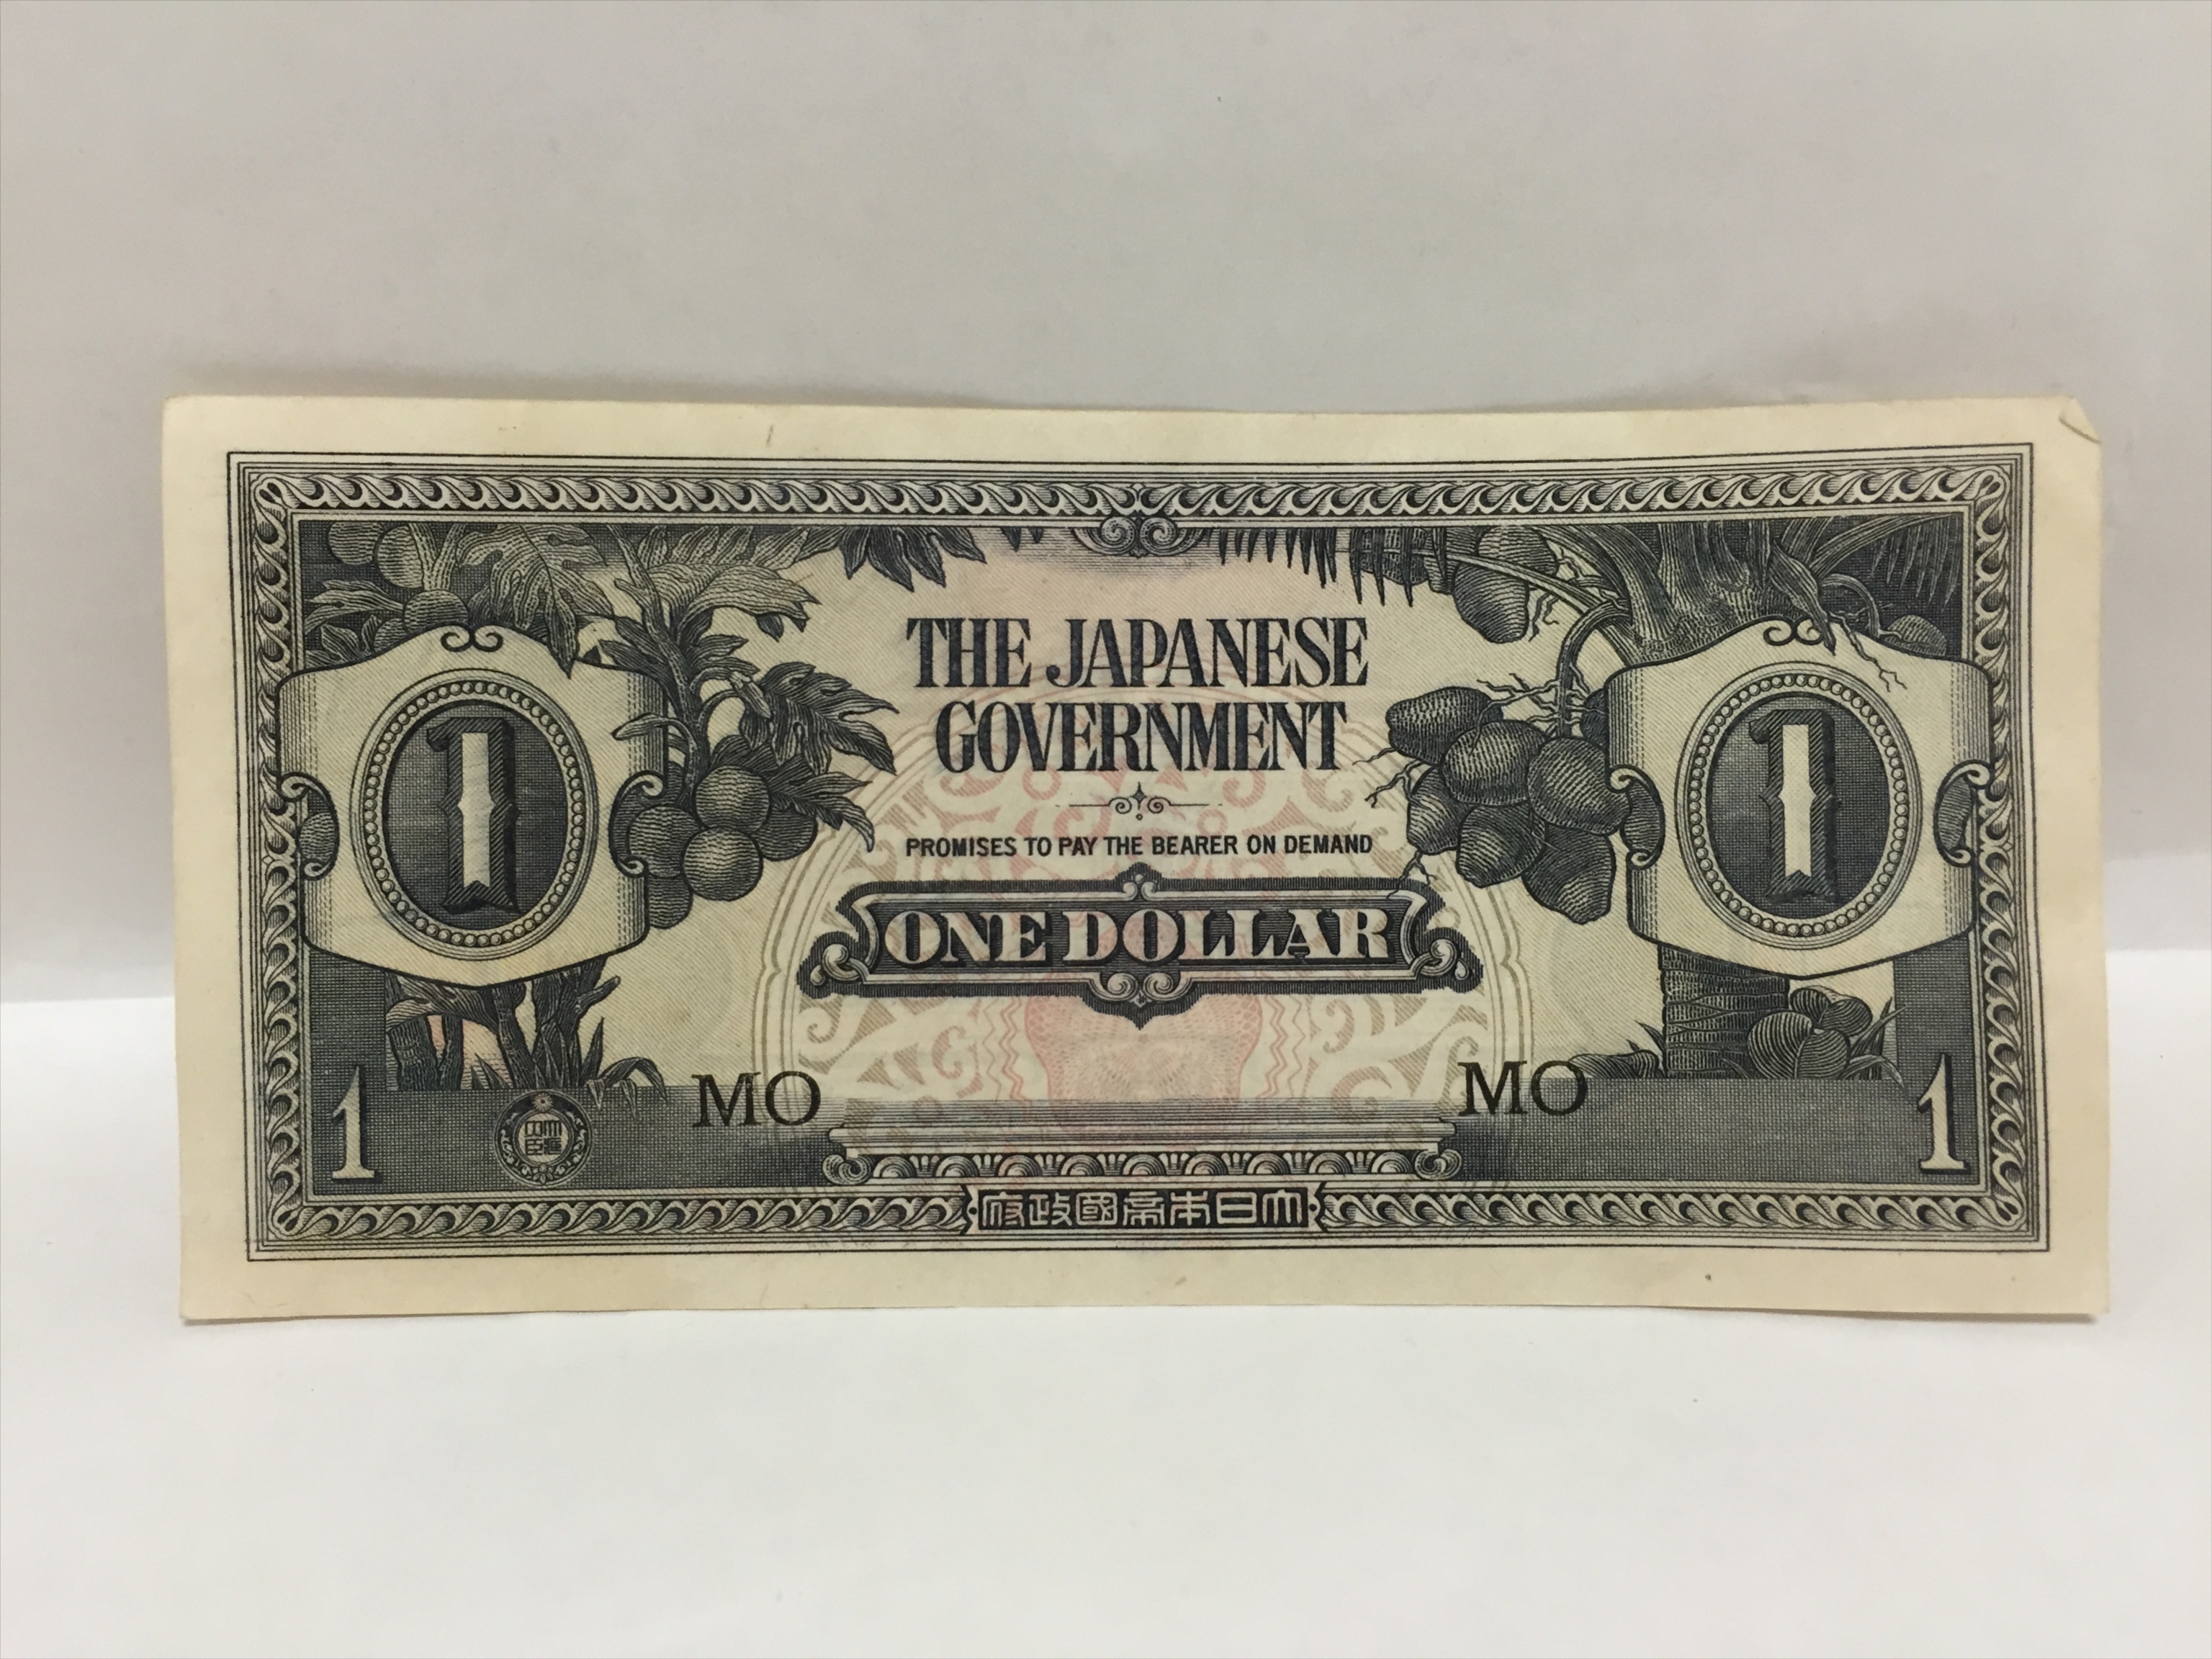 THE JAPANESE
GOVERNMENT
PROMISES TO PAY THE BEARER ON DEMAND
1 ONE DOLLAR 1
MO MO
1 1
府政國帝本日大